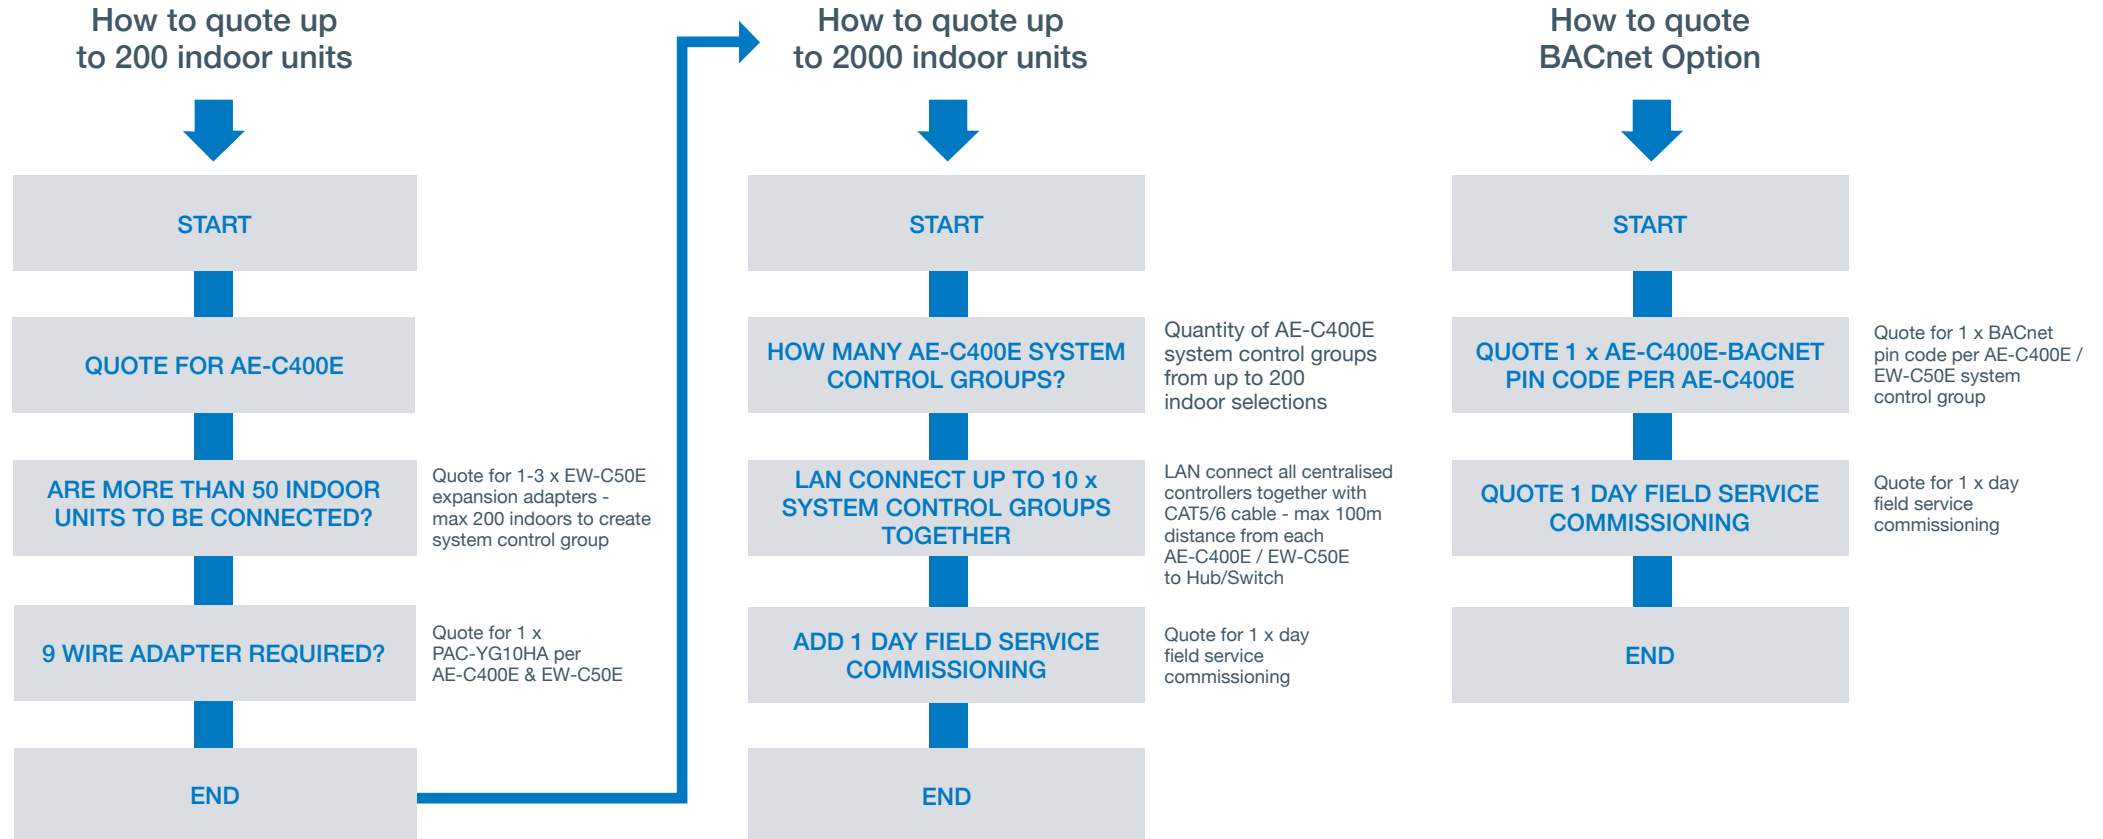 How to quote up
to 200 indoor units
START
QUOTE FOR AE-C400E
ARE MORE THAN 50 INDOOR
UNITS TO BE CONNECTED?
Quote for 1-3 x EW-C50E
expansion adapters -
max 200 indoors to create
system control group
9 WIRE ADAPTER REQUIRED?
Quote for 1 x
PAC-YG10HA per
AE-C400E & EW-C50E
END
How to quote up
to 2000 indoor units
START
HOW MANY AE-C400E SYSTEM
CONTROL GROUPS?
Quantity of AE-C400E
system control groups
from up to 200
indoor selections
LAN CONNECT UP TO 10 x
SYSTEM CONTROL GROUPS
TOGETHER
LAN connect all centralised
controllers together with
CAT5/6 cable - max 100m
distance from each
AE-C400E / EW-C50E
to Hub/Switch
ADD 1 DAY FIELD SERVICE
COMMISSIONING
Quote for 1 x day
field service
commissioning
END
How to quote
BACnet Option
START
QUOTE 1 x AE-C400E-BACNET
PIN CODE PER AE-C400E
Quote for 1 x BACnet
pin code per AE-C400E /
EW-C50E system
control group
QUOTE 1 DAY FIELD SERVICE
COMMISSIONING
Quote for 1 x day
field service
commissioning
END